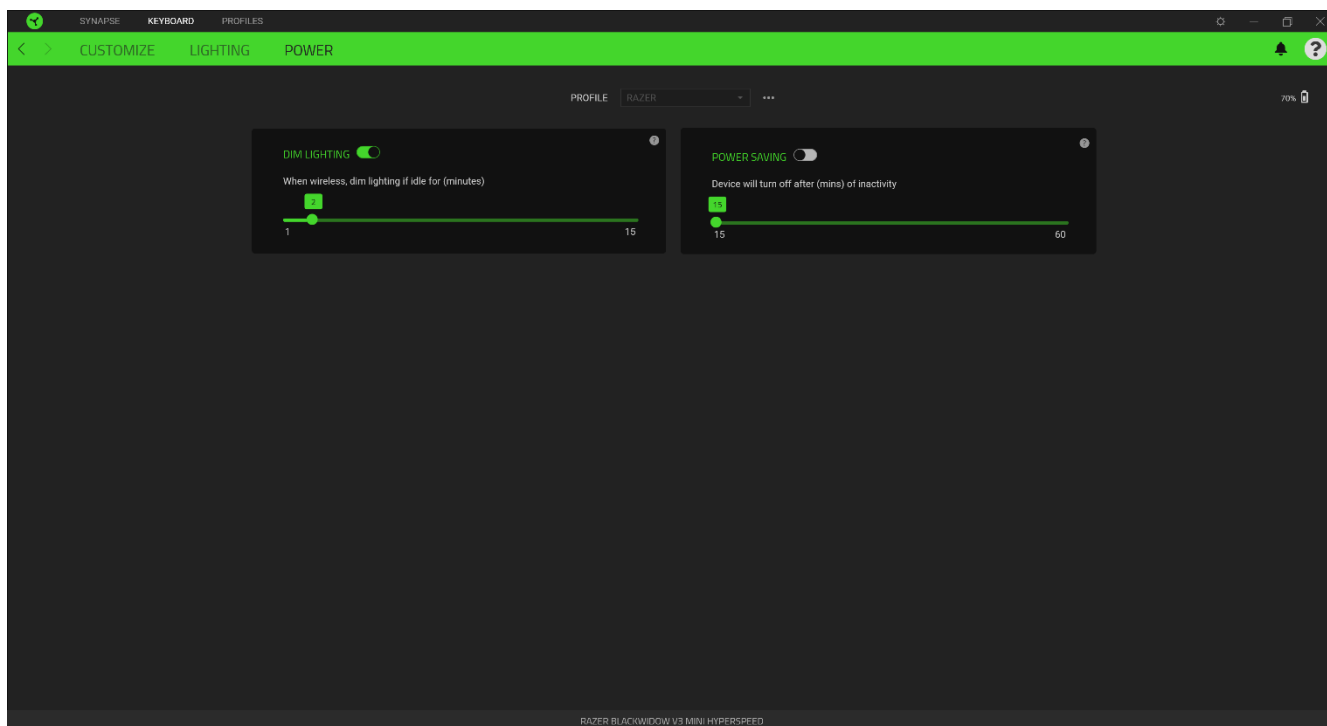 SYNAPSE KEYBOARD PROFILES
CUSTOMIZE LIGHTING POWER
PROFILE RAZER
70%
DIM LIGHTING
When wireless, dim lighting if idle for (minutes)
2
1 15
POWER SAVING
Device will turn off after (mins) of inactivity
15
15 60
RAZER BLACKWIDOW V3 MINI HYPERSPEED